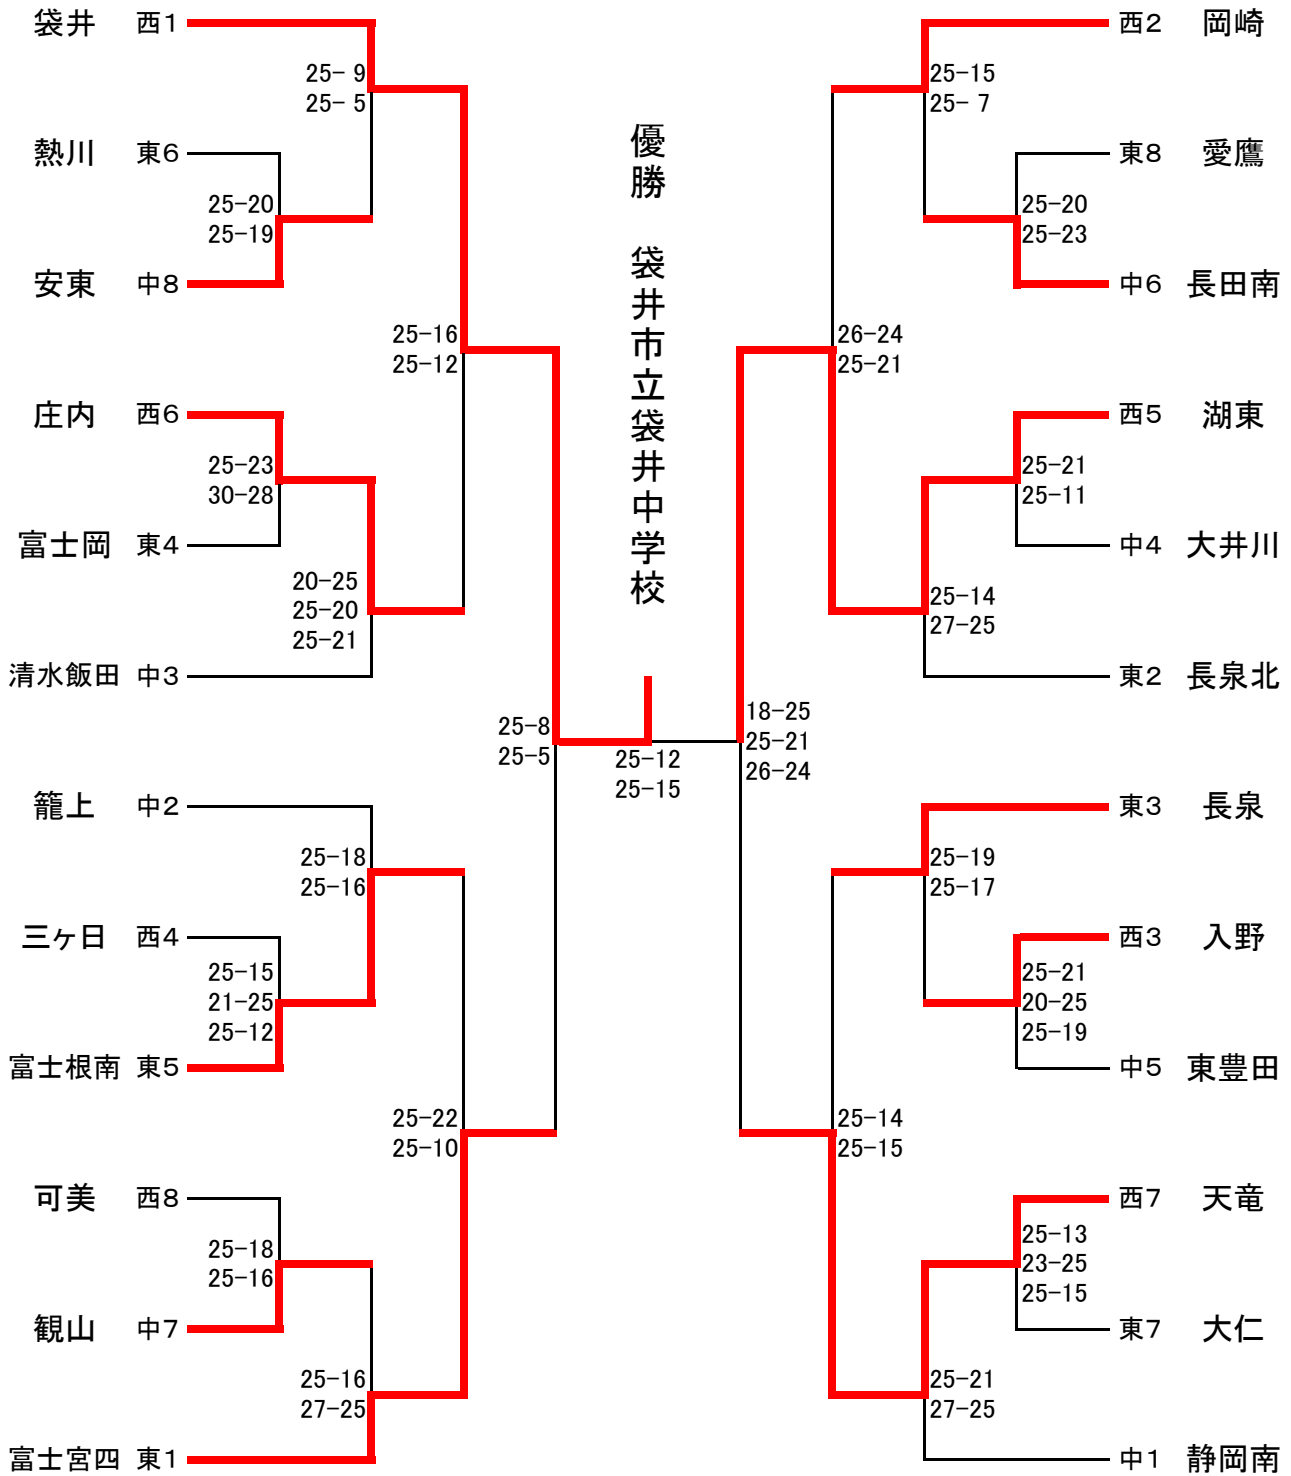 袋井 西1
25-9
25-5
熱川 東6
25-20
25-19
安東 中8
25-16
25-12
庄内 西6
25-23
30-28
富士岡 東4
20-25
25-20
25-21
清水飯田 中3
25-8
25-5
籠上 中2
25-18
25-16
三ヶ日 西4
25-15
21-25
25-12
富士根南 東5
25-22
25-10
可美 西8
25-18
25-16
観山 中7
25-16
27-25
富士宮四 東1
優勝 袋井市立袋井中学校
25-12
25-15
西2 岡崎
25-15
25-7
東8 愛鷹
25-20
25-23
中6 長田南
26-24
25-21
西5 湖東
25-21
25-11
中4 大井川
25-14
27-25
東2 長泉北
18-25
25-21
26-24
東3 長泉
25-19
25-17
西3 入野
25-21
20-25
25-19
中5 東豊田
25-14
25-15
西7 天竜
25-13
23-25
25-15
東7 大仁
25-21
27-25
中1 静岡南